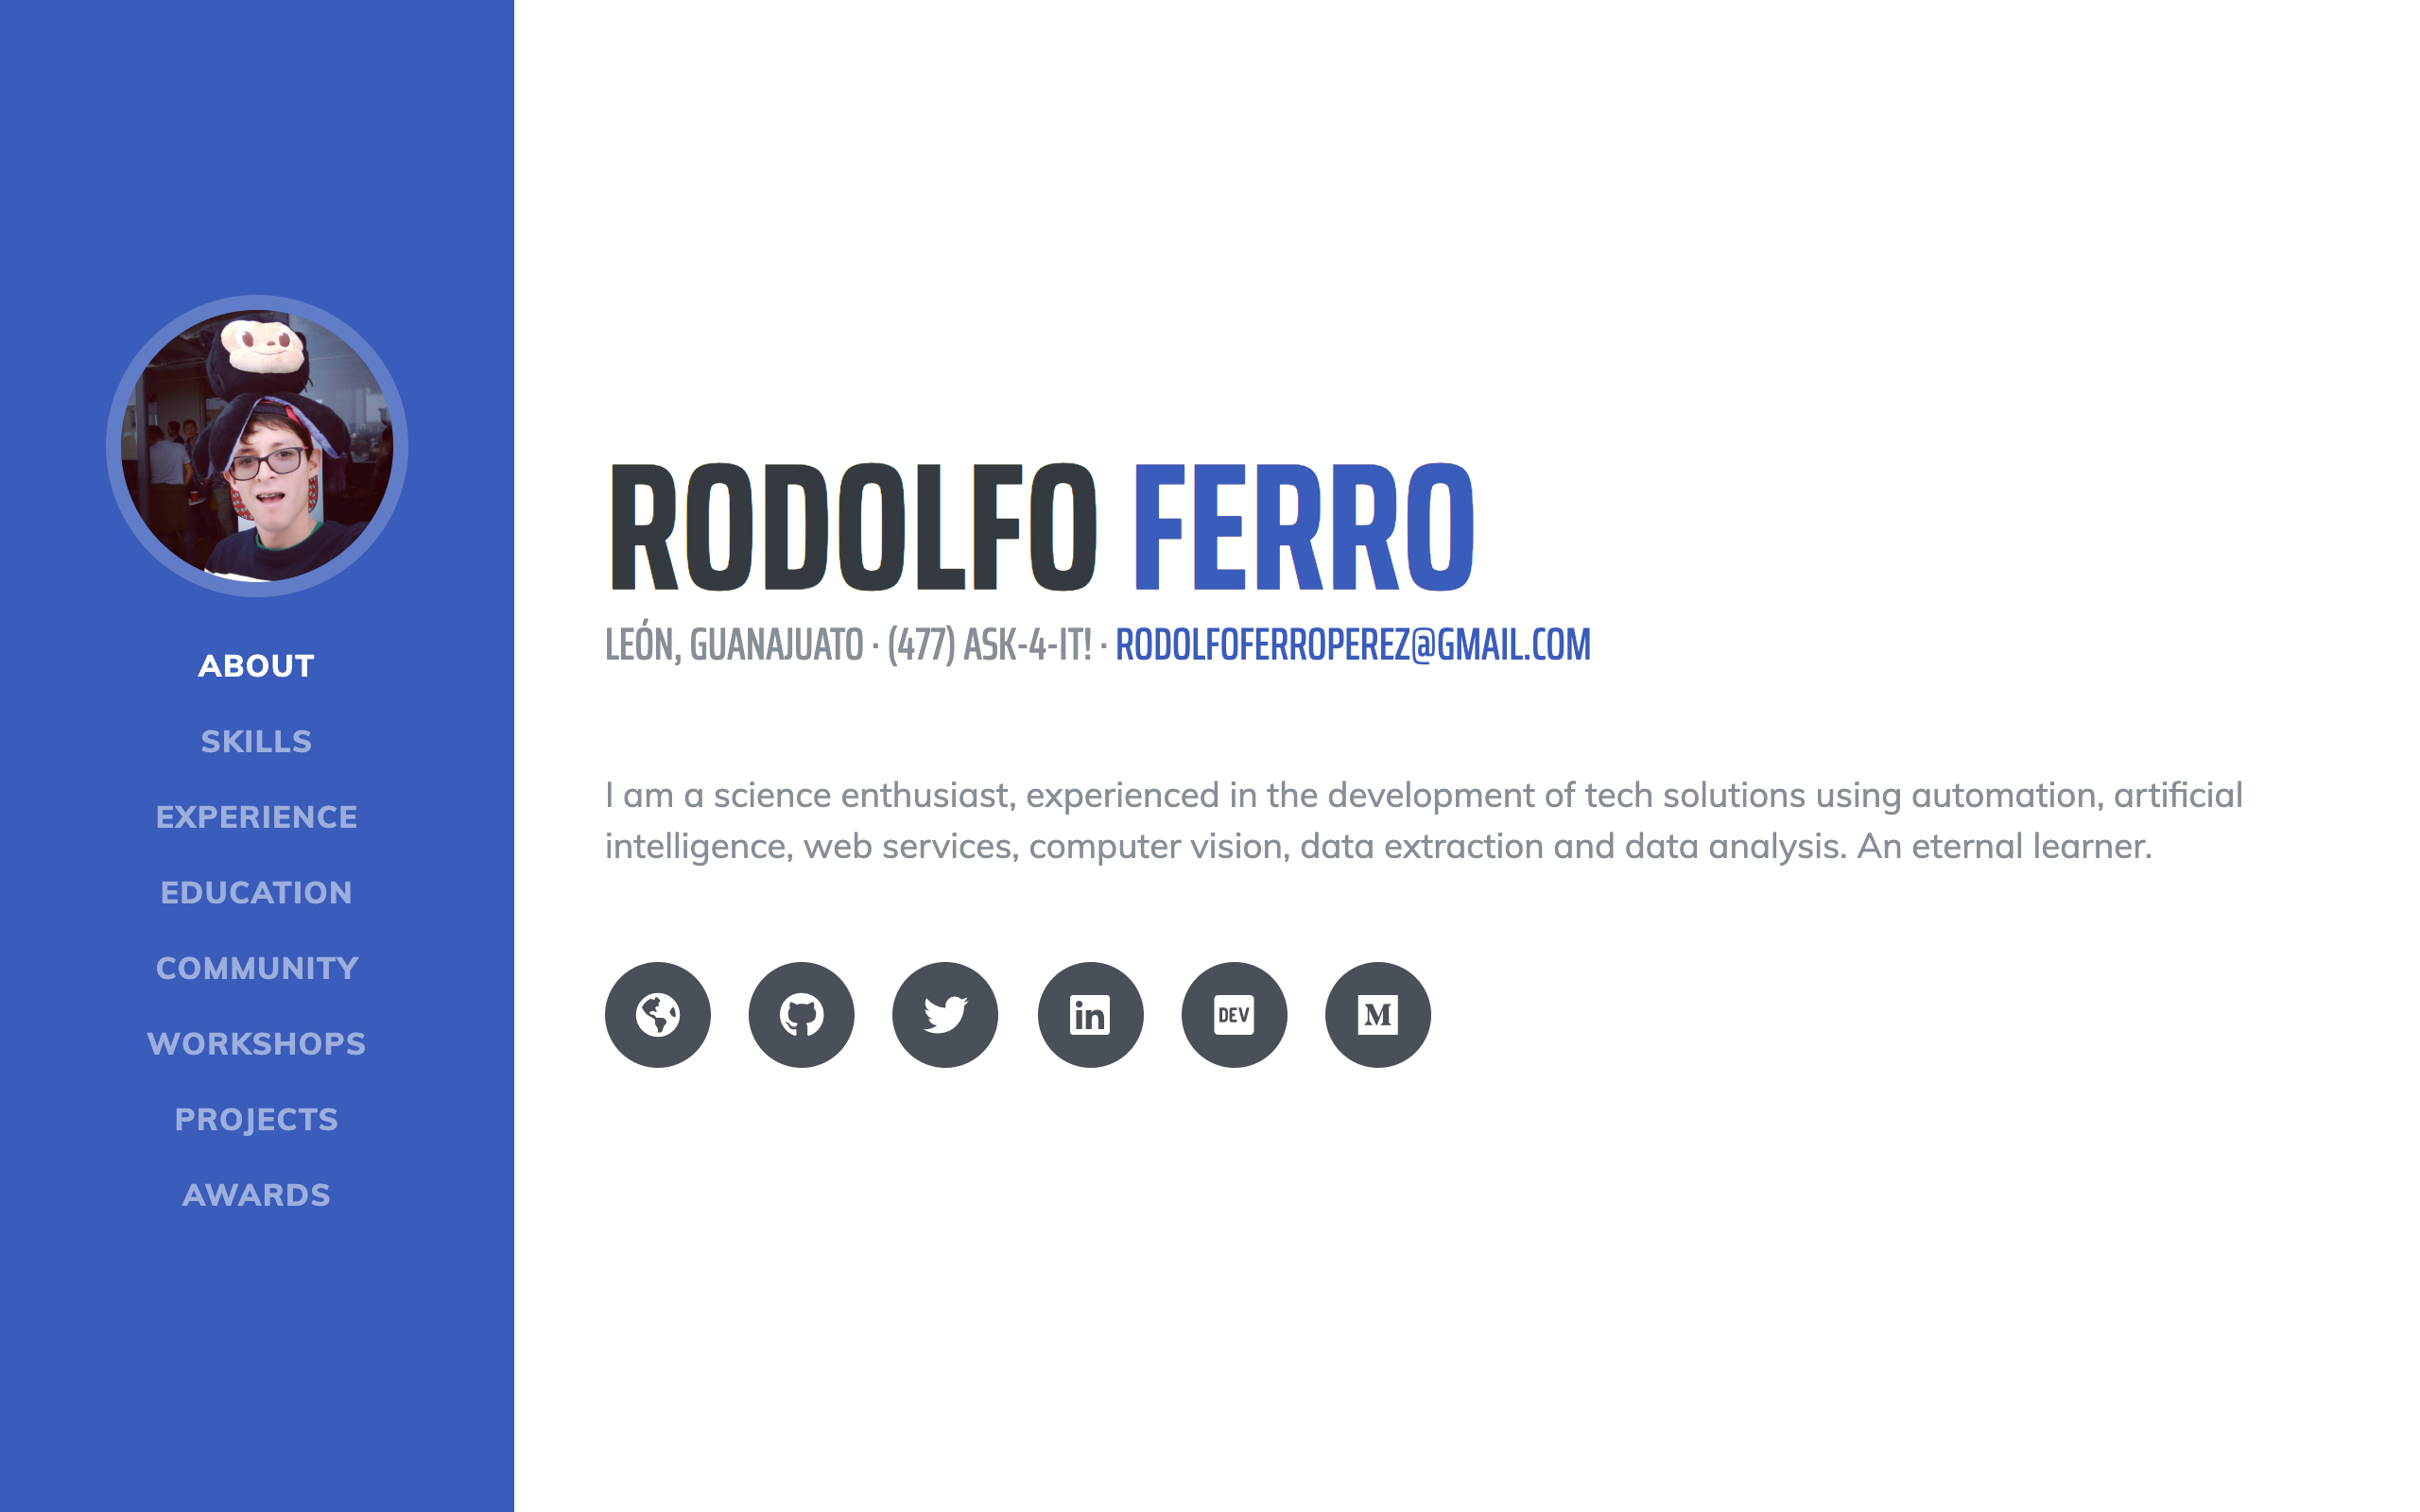 ABOUT
SKILLS
EXPERIENCE
EDUCATION
COMMUNITY
WORKSHOPS
PROJECTS
AWARDS
RODOLFO FERRO
LEÓN, GUANAJUATO · (477) ASK-4-IT! · RODOLFOFERROPEREZ@GMAIL.COM
I am a science enthusiast, experienced in the development of tech solutions using automation, artificial
intelligence, web services, computer vision, data extraction and data analysis. An eternal learner.
in DEV M